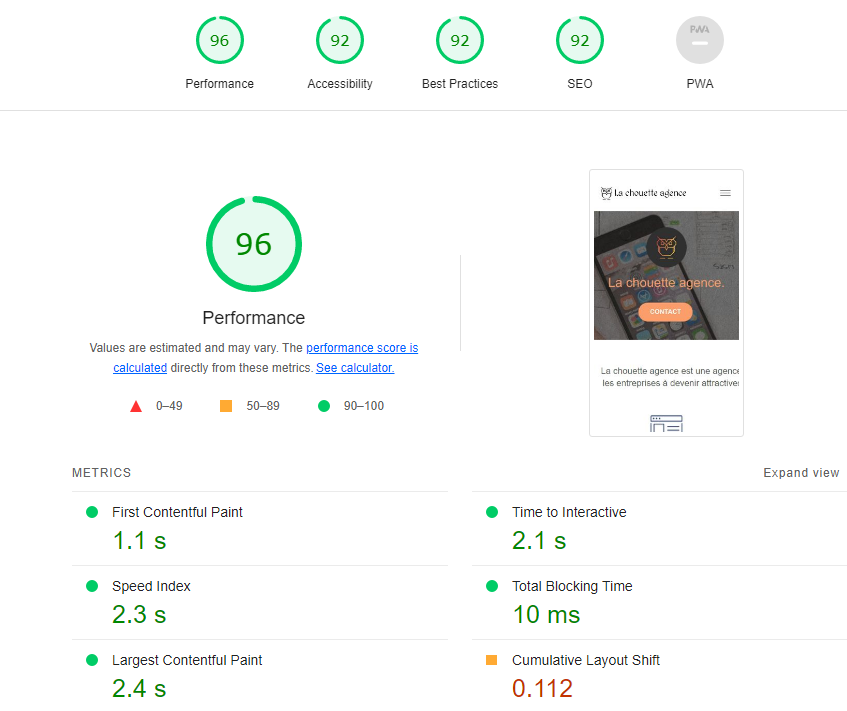 96
92
92
92
PWA
Performance
Accessibility
Best Practices
SEO
PWA
La chouette agence
La chouette agence.
CONTACT
La chouette agence est une agence
les entreprises à devenir attractive
96
Performance
Values are estimated and may vary. The performance score is
calculated directly from these metrics. See calculator.
0–49
50–89
90–100
METRICS
Expand view
First Contentful Paint
1.1 s
Time to Interactive
2.1 s
Speed Index
2.3 s
Total Blocking Time
10 ms
Largest Contentful Paint
2.4 s
Cumulative Layout Shift
0.112